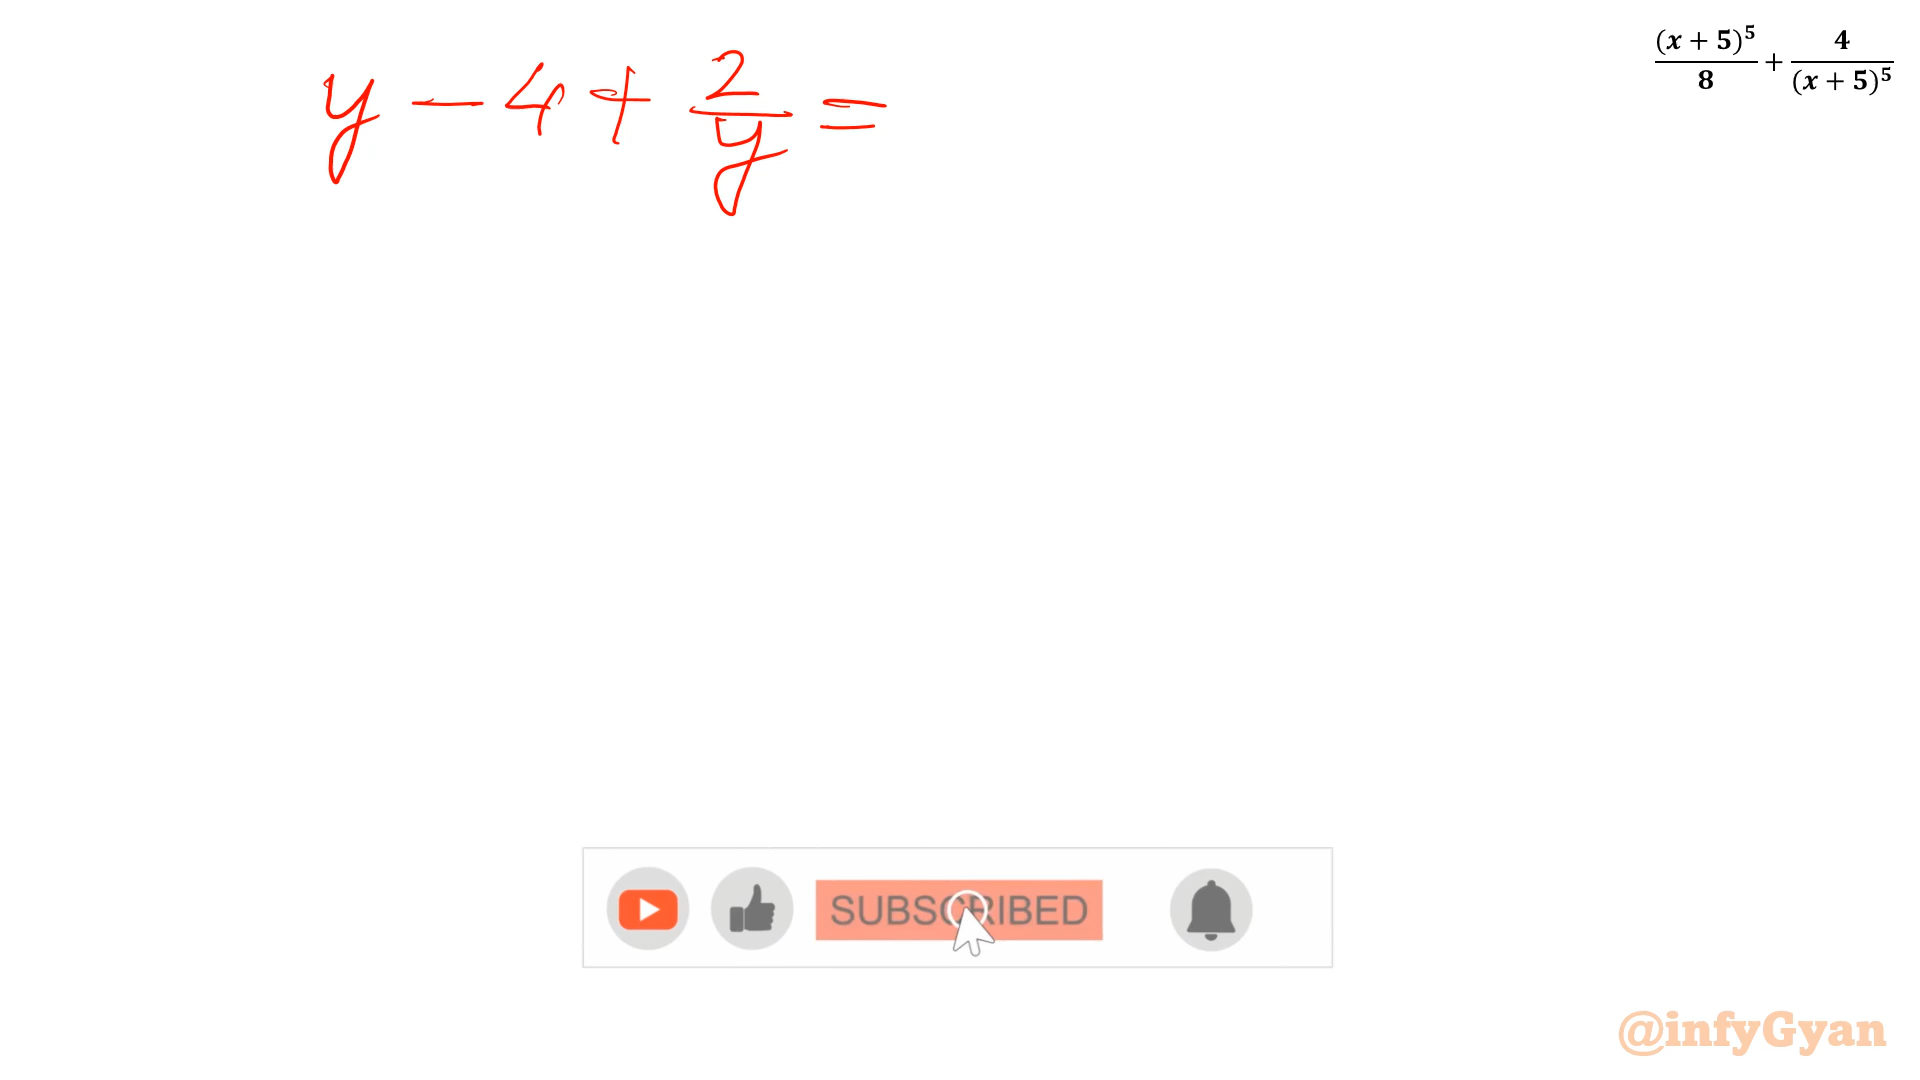 y - 4 + 2/y =
(x + 5)^5/8 + 4/(x + 5)^5
SUBSCRIBED
@infyGyan